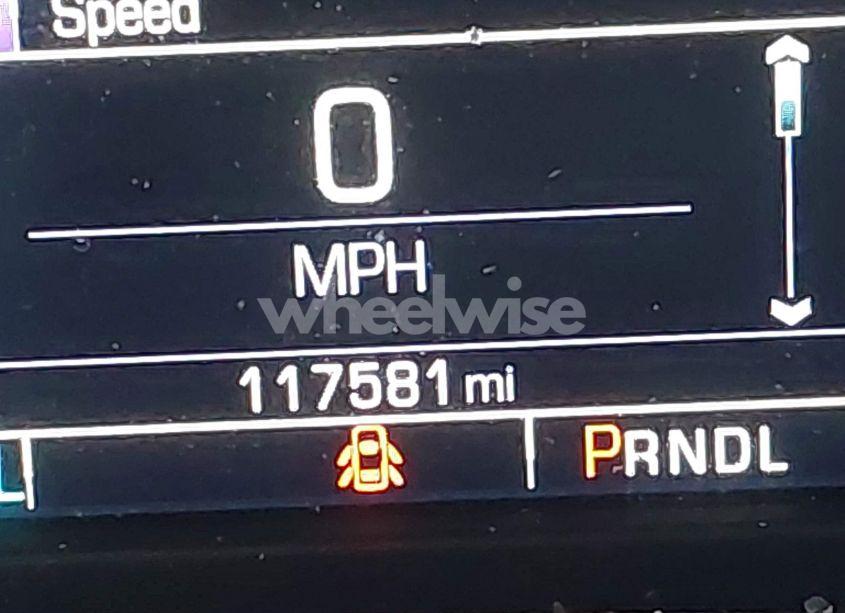 Speed
0
MPH
wheelwise
117581 mi
PRNDL